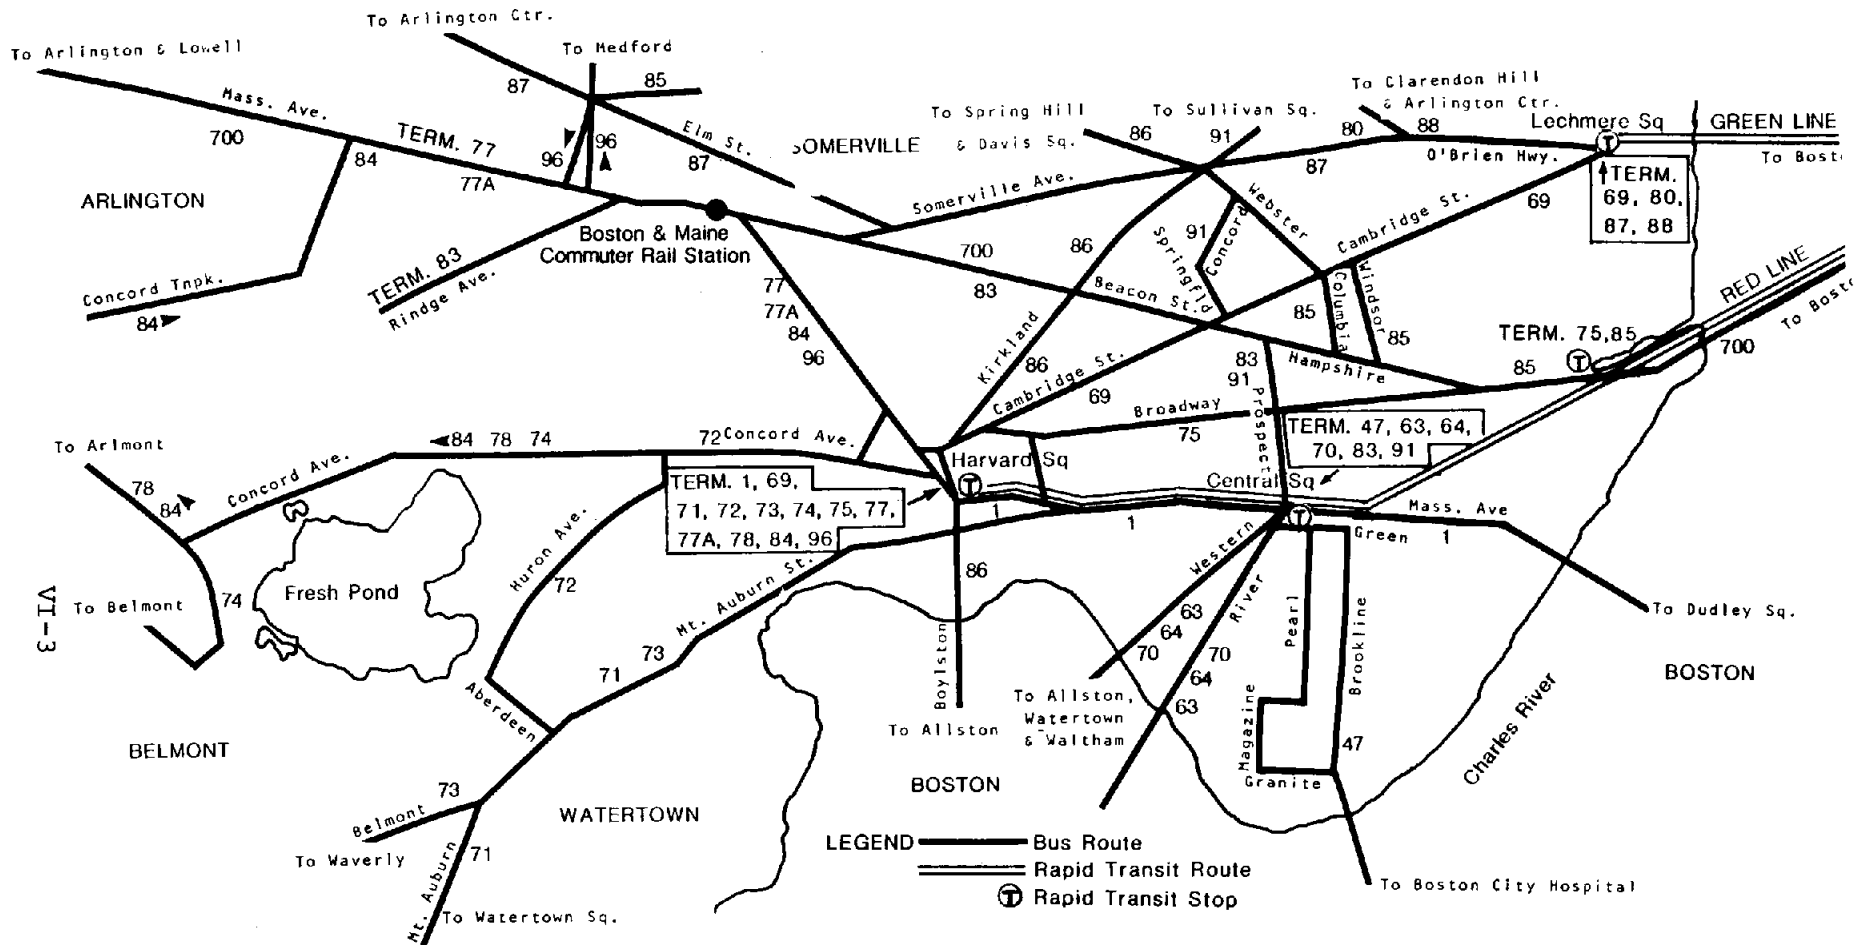 To Arlington Ctr.
To Arlington & Lowell
To Medford
87
85
To Clarendon Hill
& Arlington Ctr.
Mass. Ave.
700
TERM. 77
96
96
Elm St.
87
SOMERVILLE
To Spring Hill
& Davis Sq.
86
To Sullivan Sq.
91
80
88
Lechmere Sq
GREEN LINE
To Bost
O'Brien Hwy.
87
84
77A
ARLINGTON
Somerville Ave.
Webster
Cambridge St.
69
TERM.
69, 80,
87, 88
Boston & Maine
Commuter Rail Station
86
91
Concord
Springfld
700
83
Beacon St.
Concord Tnpk.
84
TERM. 83
Rindge Ave.
77
77A
84
96
Columbia
Windsor
85
85
RED LINE
To Bost
700
TERM. 75,85
85
Kirkland
86
Cambridge St.
69
83
91
Prospect
Hampshire
Broadway
75
To Arlmont
84 78 74
72
Concord Ave.
Concord Ave.
78
84
Harvard Sq
TERM. 1, 69,
71, 72, 73, 74, 75, 77,
77A, 78, 84, 96
TERM. 47, 63, 64,
70, 83, 91
Central Sq
1
1
Mass. Ave
Green
1
Huron Ave.
72
Fresh Pond
To Belmont
74
VI-3
Mt. Auburn St.
86
Boylston
To Allston
Western
63
64
70
River
70
64
63
Pearl
Brookline
To Dudley Sq.
BOSTON
71
73
Aberdeen
To Allston,
Watertown
& Waltham
Magazine
Granite
47
Charles River
BELMONT
BOSTON
73
Belmont
To Waverly
71
Mt. Auburn
To Watertown Sq.
WATERTOWN
LEGEND
Bus Route
Rapid Transit Route
T Rapid Transit Stop
To Boston City Hospital